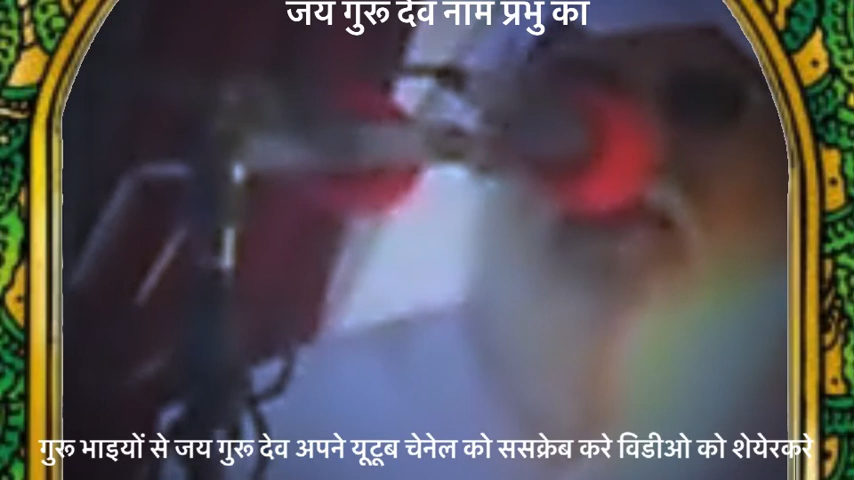 जय गुरू देव नाम प्रभु का
गुरू भाइयों से जय गुरू देव अपने यूटूब चेनेल को ससक्रेब करे विडीओ को शेयेरकरे